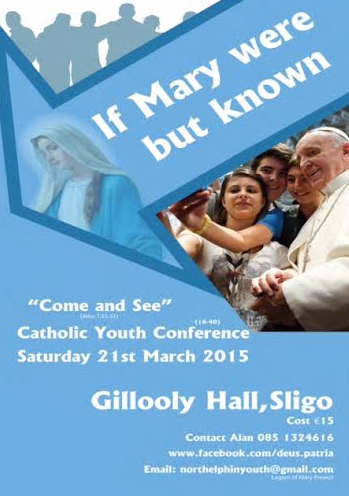 If Mary were
but known
"Come and See"
(John 1:35-51)
(18-40)
Catholic Youth Conference
Saturday 21st March 2015
Gillooly Hall, Sligo
Cost €15
Contact Alan 085 1324616
www.facebook.com/deus.patria
Email: northelphinyouth@gmail.com
Legion of Mary Project